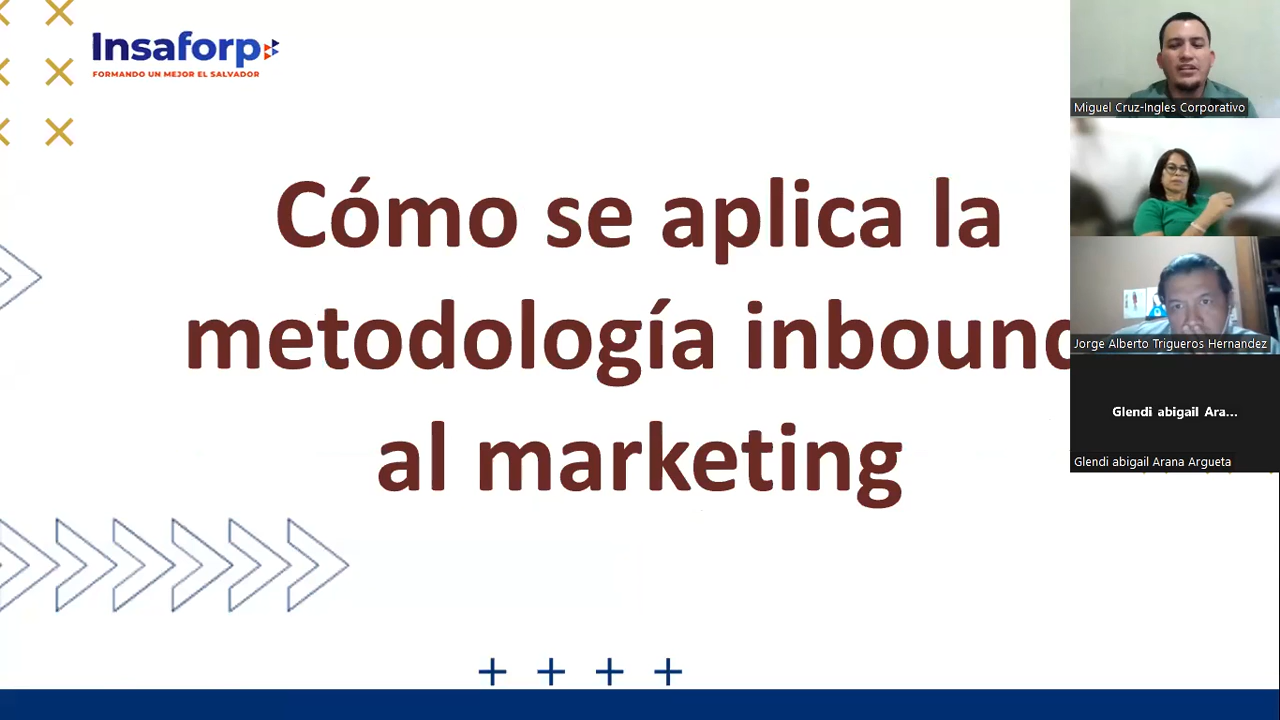 Insaforp
FORMANDO UN MEJOR EL SALVADOR
Cómo se aplica la
metodología inbound
al marketing
Miguel Cruz-Ingles Corporativo
Jorge Alberto Trigueros Hernandez
Glendi abigail Ara...
Glendi abigail Arana Argueta